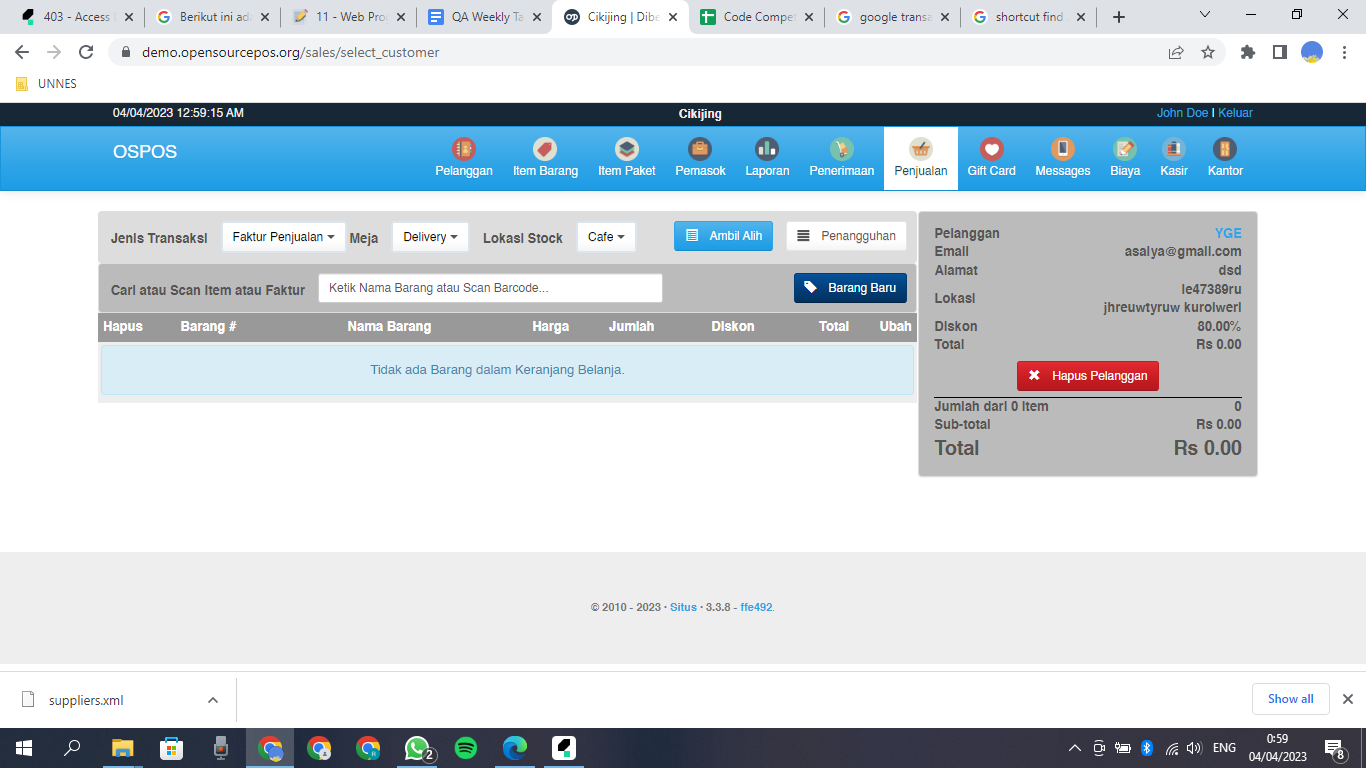 403 - Access
Berikut ini ad
11 - Web Pro
QA Weekly Ta
Cikijing | Dibe
Code Compet
google transa
shortcut find
demo.opensourcepos.org/sales/select_customer
UNNES
04/04/2023 12:59:15 AM
Cikijing
John Doe | Keluar
OSPOS
Pelanggan
Item Barang
Item Paket
Pemasok
Laporan
Penerimaan
Penjualan
Gift Card
Messages
Biaya
Kasir
Kantor
Jenis Transaksi
Faktur Penjualan
Meja
Delivery
Lokasi Stock
Cafe
Ambil Alih
Penangguhan
Cari atau Scan Item atau Faktur
Ketik Nama Barang atau Scan Barcode...
Barang Baru
Hapus Barang # Nama Barang Harga Jumlah Diskon Total Ubah
Tidak ada Barang dalam Keranjang Belanja.
Pelanggan YGE
Email asalya@gmail.com
Alamat dsd
Lokasi le47389ru
jhreuwtyruw kurolweri
Diskon 80.00%
Total Rs 0.00
Hapus Pelanggan
Jumlah dari 0 Item 0
Sub-total Rs 0.00
Total Rs 0.00
© 2010 - 2023 · Situs · 3.3.8 - ffe492.
suppliers.xml
Show all
2
ENG
0:59
04/04/2023
8